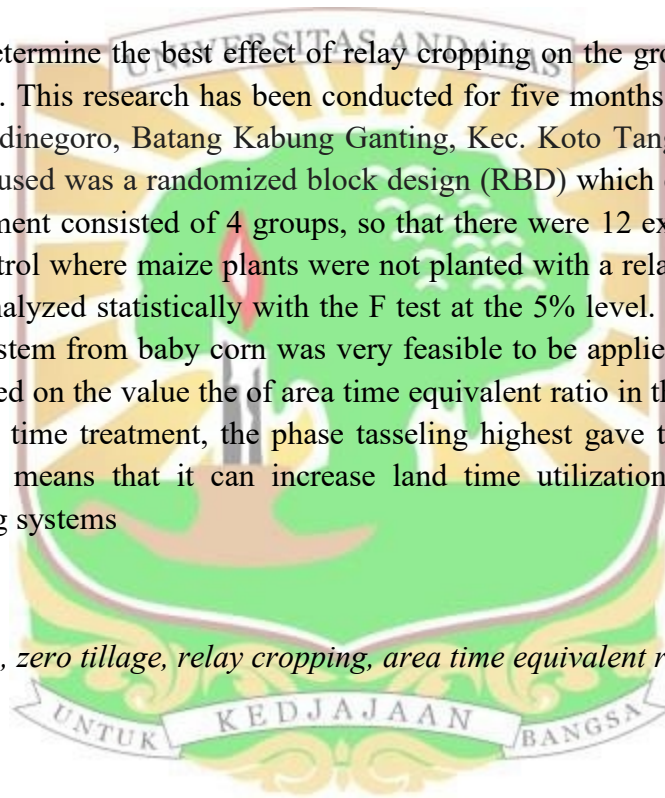 UNIVERSITAS ANDALAS
etermine the best effect of relay cropping on the gro
. This research has been conducted for five months
dinegoro, Batang Kabung Ganting, Kec. Koto Tang
used was a randomized block design (RBD) which
ment consisted of 4 groups, so that there were 12 ex
trol where maize plants were not planted with a rela
nalyzed statistically with the F test at the 5% level.
stem from baby corn was very feasible to be applie
ed on the value the of area time equivalent ratio in th
time treatment, the phase tasseling highest gave t
means that it can increase land time utilization
g systems
, zero tillage, relay cropping, area time equivalent r
UNTUK KEDJAJAAN BANGSA